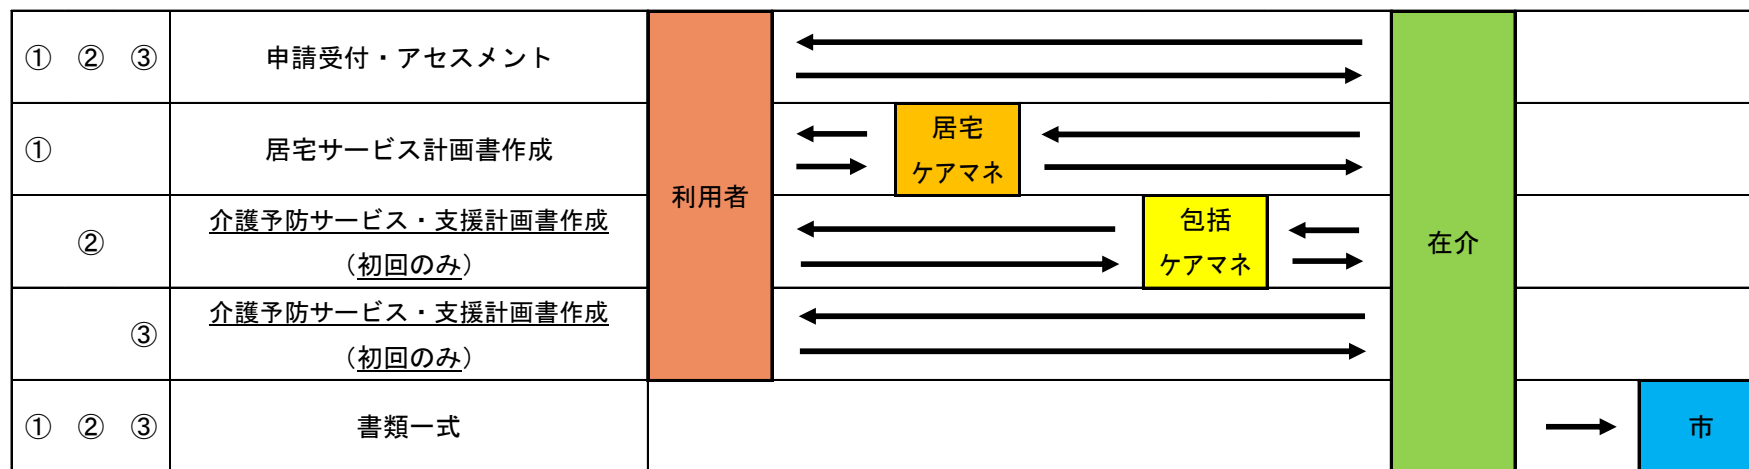 ① ② ③ 申請受付・アセスメント
① 居宅サービス計画書作成
居宅
ケアマネ
利用者
② 介護予防サービス・支援計画書作成
（初回のみ）
包括
ケアマネ
在介
③ 介護予防サービス・支援計画書作成
（初回のみ）
① ② ③ 書類一式
市